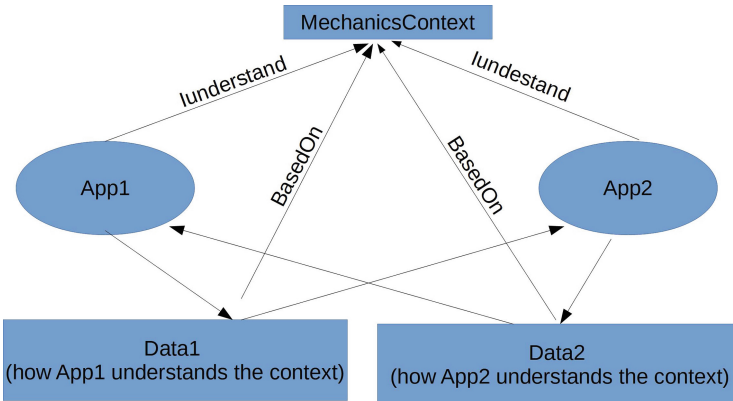 MechanicsContext
Iunderstand
Iundestand
BasedOn
BasedOn
App1
App2
Data1
(how App1 understands the context)
Data2
(how App2 understands the context)